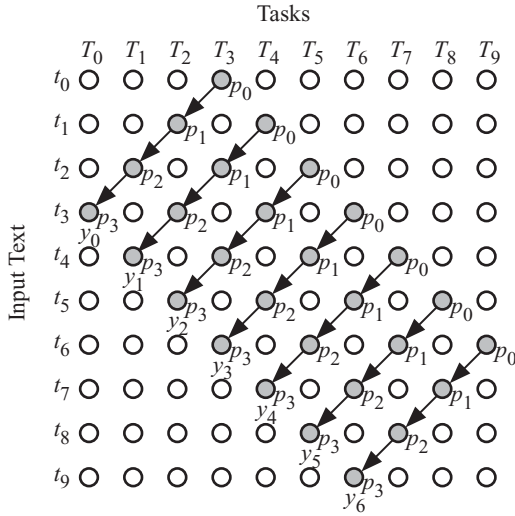 Tasks
T0 T1 T2 T3 T4 T5 T6 T7 T8 T9
t0 p0
t1 p1 p0
t2 p2 p1 p0
t3 p3 p2 p1 p0
y0
t4 p3 p2 p1 p0
y1
t5 p3 p2 p1 p0
y2
t6 p3 p2 p1 p0
y3
t7 p3 p2 p1
y4
t8 p3 p2
y5
t9 p3
y6
Input Text